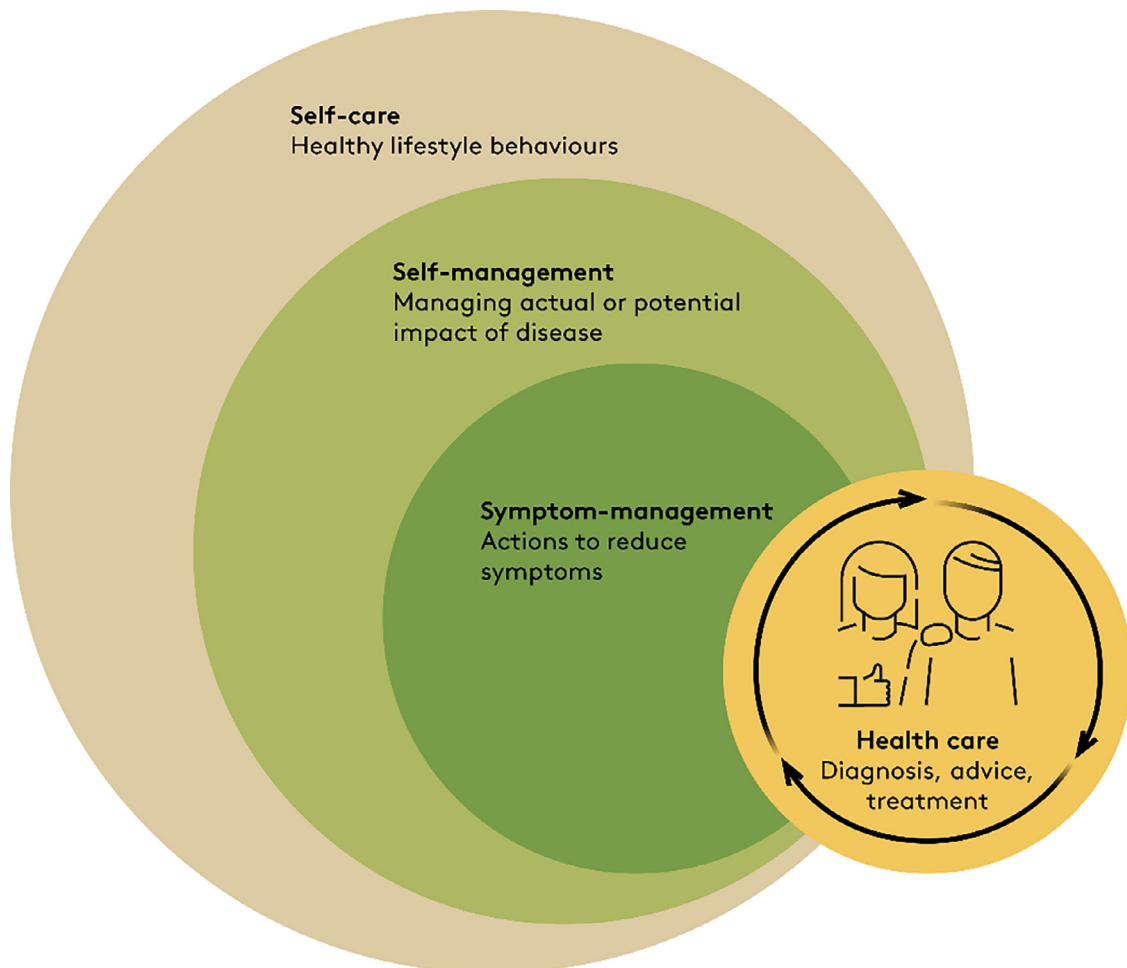 Self-care
Healthy lifestyle behaviours
Self-management
Managing actual or potential
impact of disease
Symptom-management
Actions to reduce
symptoms
Health care
Diagnosis, advice,
treatment